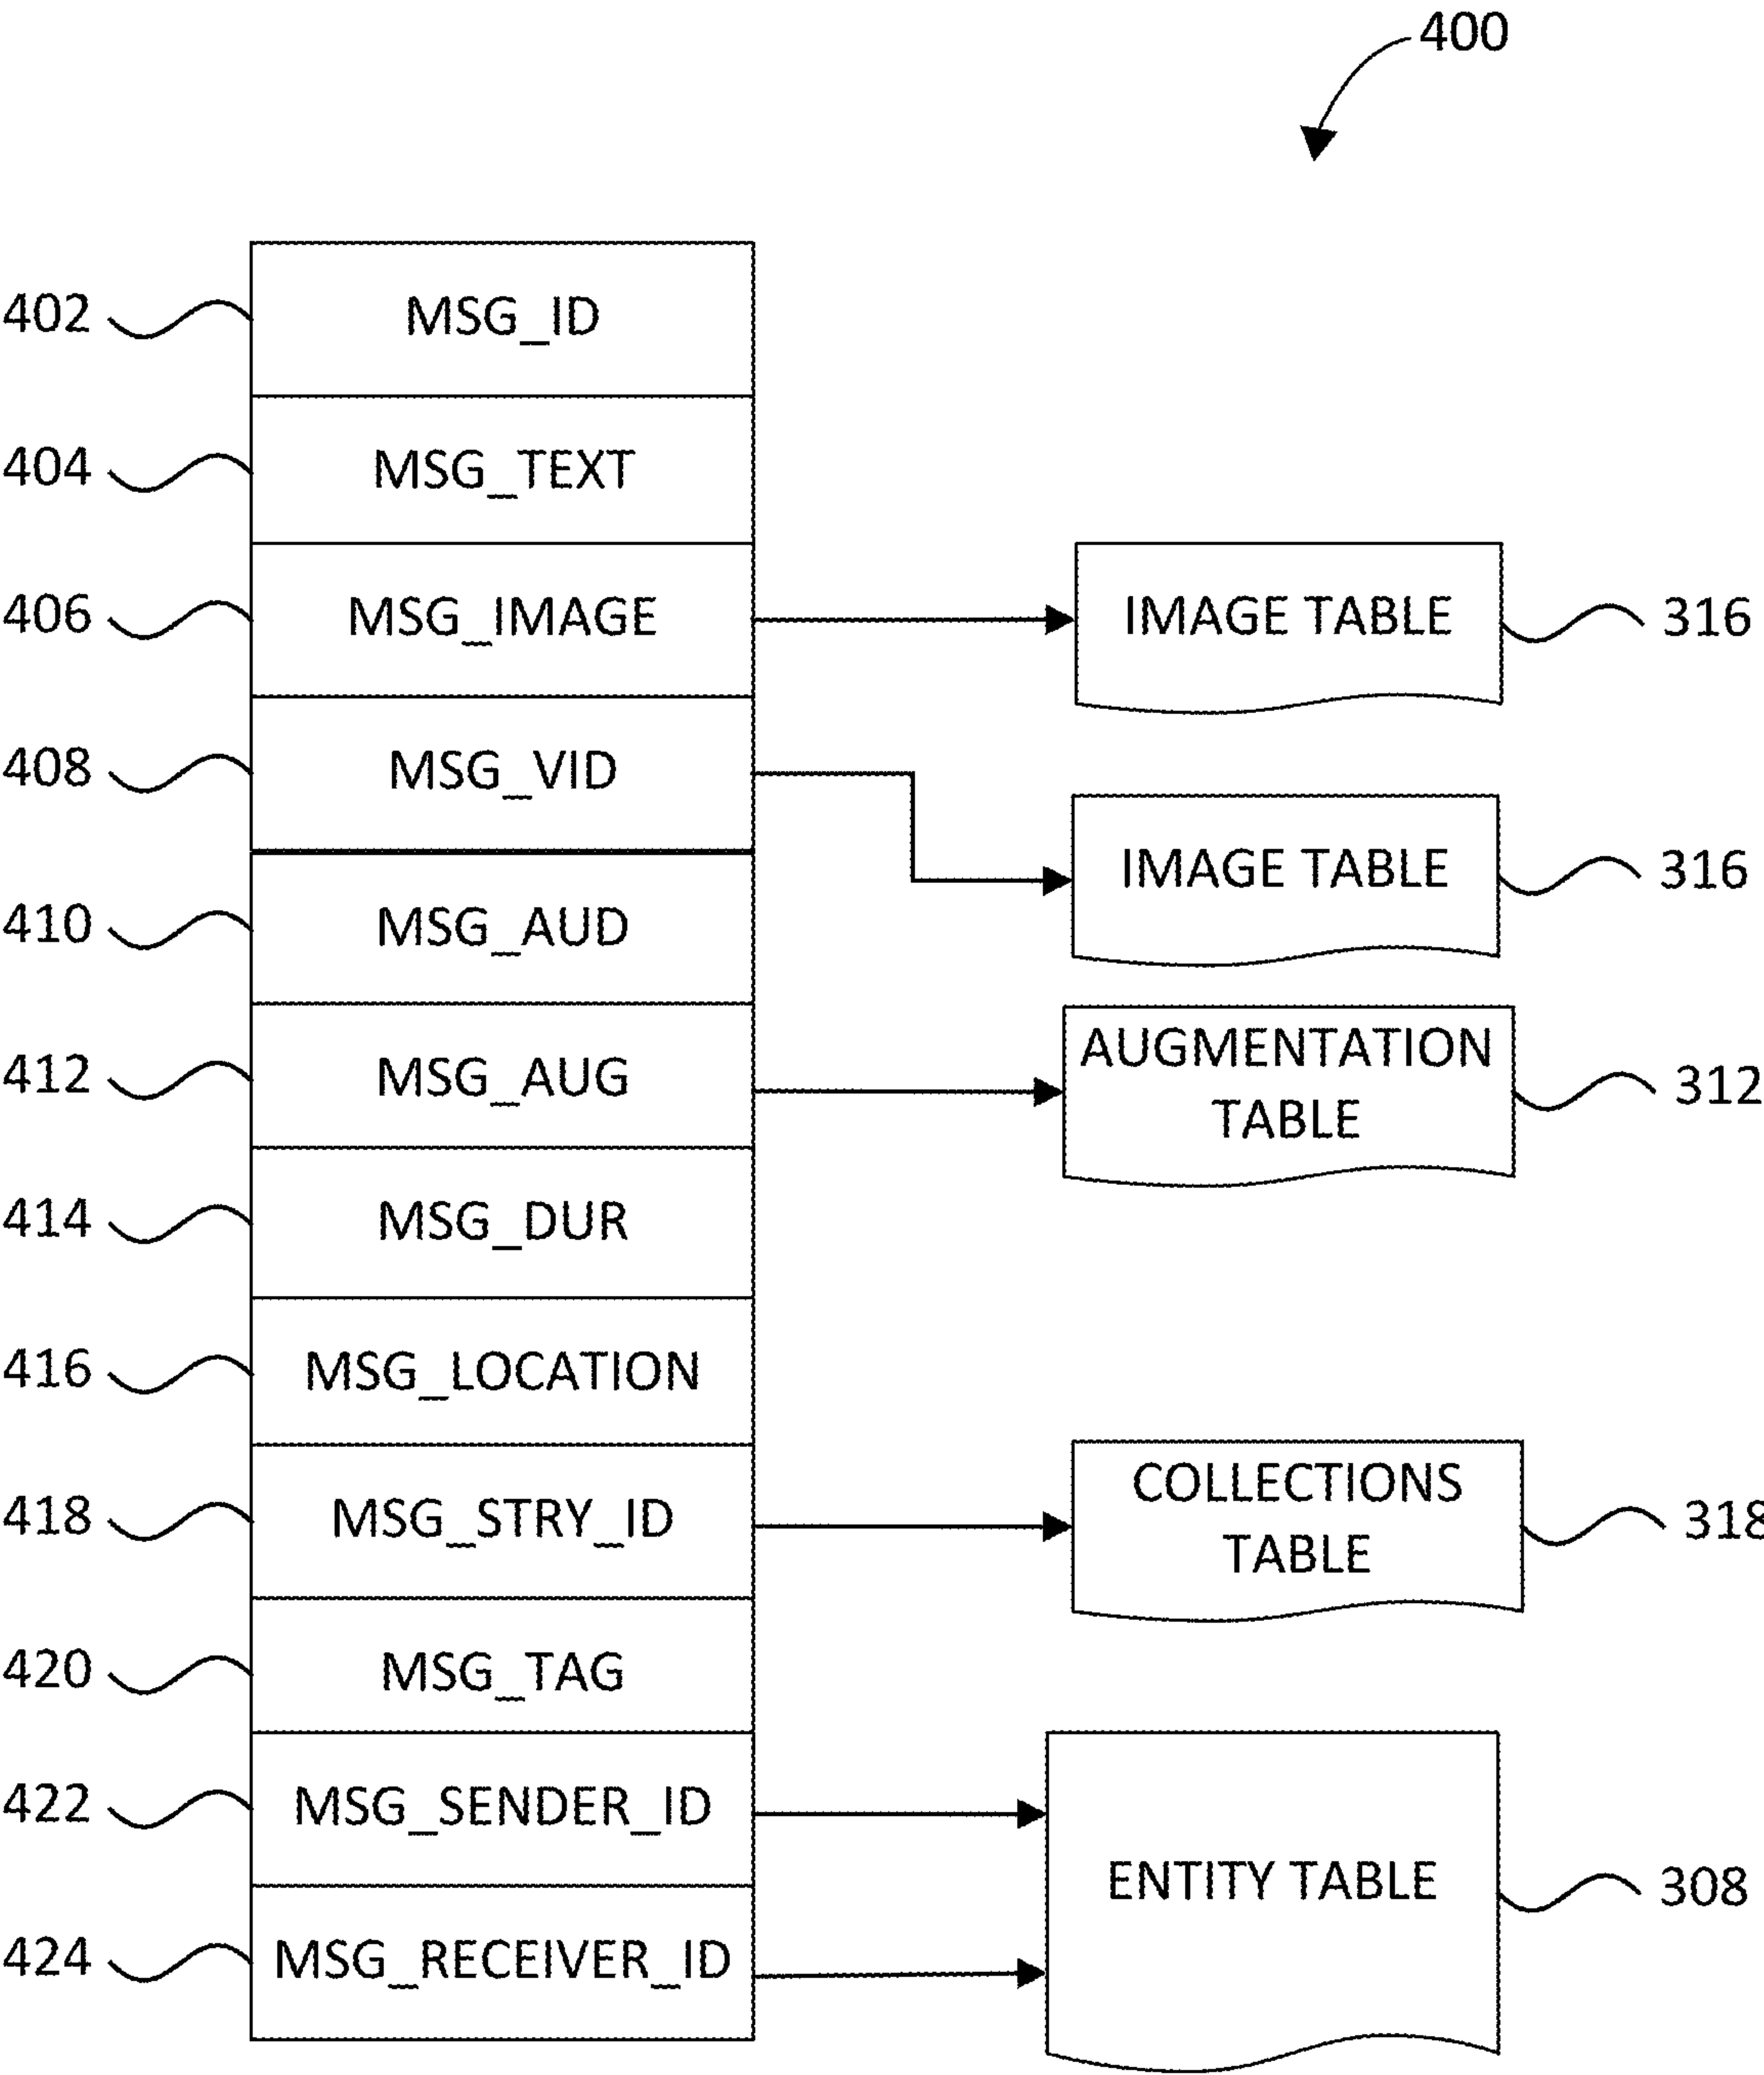 400
402 MSG_ID
404 MSG_TEXT
406 MSG_IMAGE IMAGE TABLE 316
408 MSG_VID
IMAGE TABLE 316
410 MSG_AUD
412 MSG_AUG AUGMENTATION
TABLE 312
414 MSG_DUR
416 MSG_LOCATION
418 MSG_STRY_ID COLLECTIONS
TABLE 318
420 MSG_TAG
422 MSG_SENDER_ID
ENTITY TABLE 308
424 MSG_RECEIVER_ID